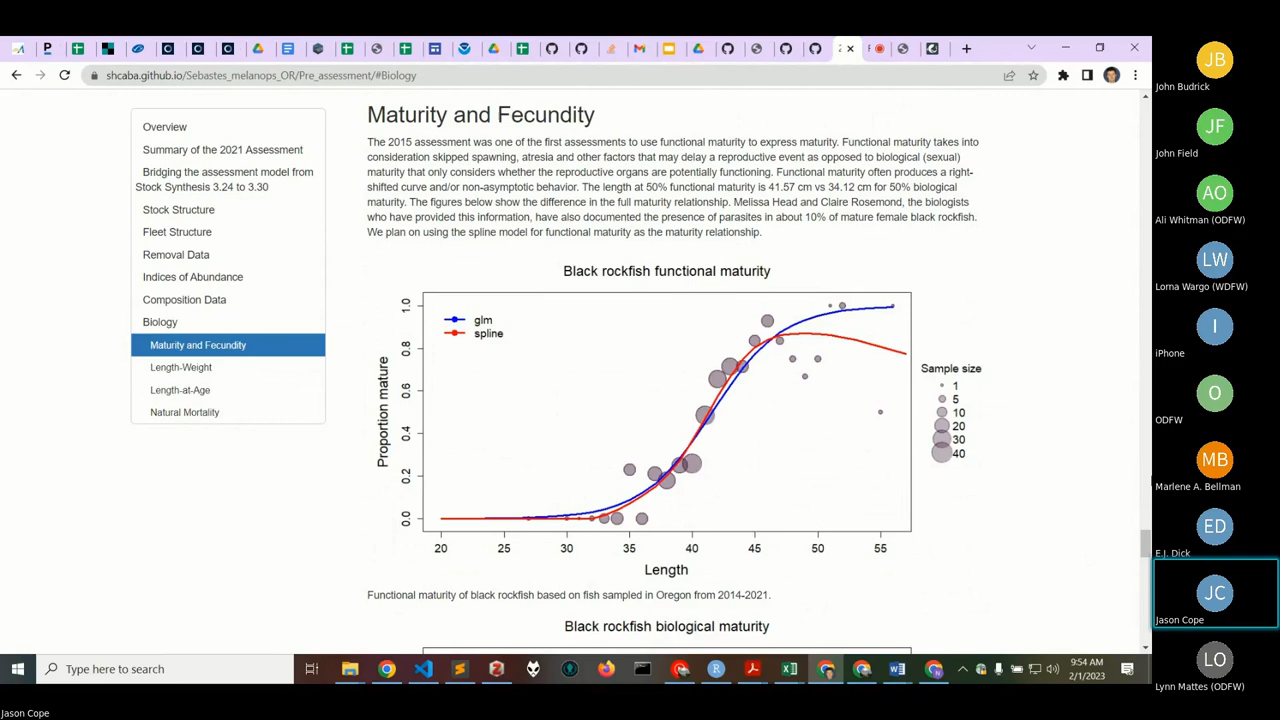 JB
John Budrick
shcaba.github.io/Sebastes_melanops_OR/Pre_assessment/#Biology
Overview
Summary of the 2021 Assessment
Bridging the assessment model from
Stock Synthesis 3.24 to 3.30
Stock Structure
Fleet Structure
Removal Data
Indices of Abundance
Composition Data
Biology
Maturity and Fecundity
Length-Weight
Length-at-Age
Natural Mortality
Maturity and Fecundity
The 2015 assessment was one of the first assessments to use functional maturity to express maturity. Functional maturity takes into
consideration skipped spawning, atresia and other factors that may delay a reproductive event as opposed to biological (sexual)
maturity that only considers whether the reproductive organs are potentially functional. Functional maturity often produces a right-
shifted curve and/or non-asymptotic behavior. The length at 50% functional maturity is 41.57 cm vs 34.12 cm for 50% biological
maturity. The figures below show the difference in the full maturity relationship. Melissa Head and Claire Rosemond, the biologists
who have provided this information, have also documented the presence of parasites in about 10% of mature female black rockfish.
We plan on using the spline model for functional maturity as the maturity relationship.
Black rockfish functional maturity
glm
spline
Proportion mature
1.0
0.8
0.6
0.4
0.2
0.0
20 25 30 35 40 45 50 55
Length
Sample size
1
5
10
20
30
40
Functional maturity of black rockfish based on fish sampled in Oregon from 2014-2021.
Black rockfish biological maturity
JF
John Field
AO
Ali Whitman (ODFW)
LW
Lorna Wargo (WDFW)
I
iPhone
O
ODFW
MB
Marlene A. Bellman
ED
E.J. Dick
JC
Jason Cope
LO
Lynn Mattes (ODFW)
Type here to search
9:54 AM
2/1/2023
Jason Cope